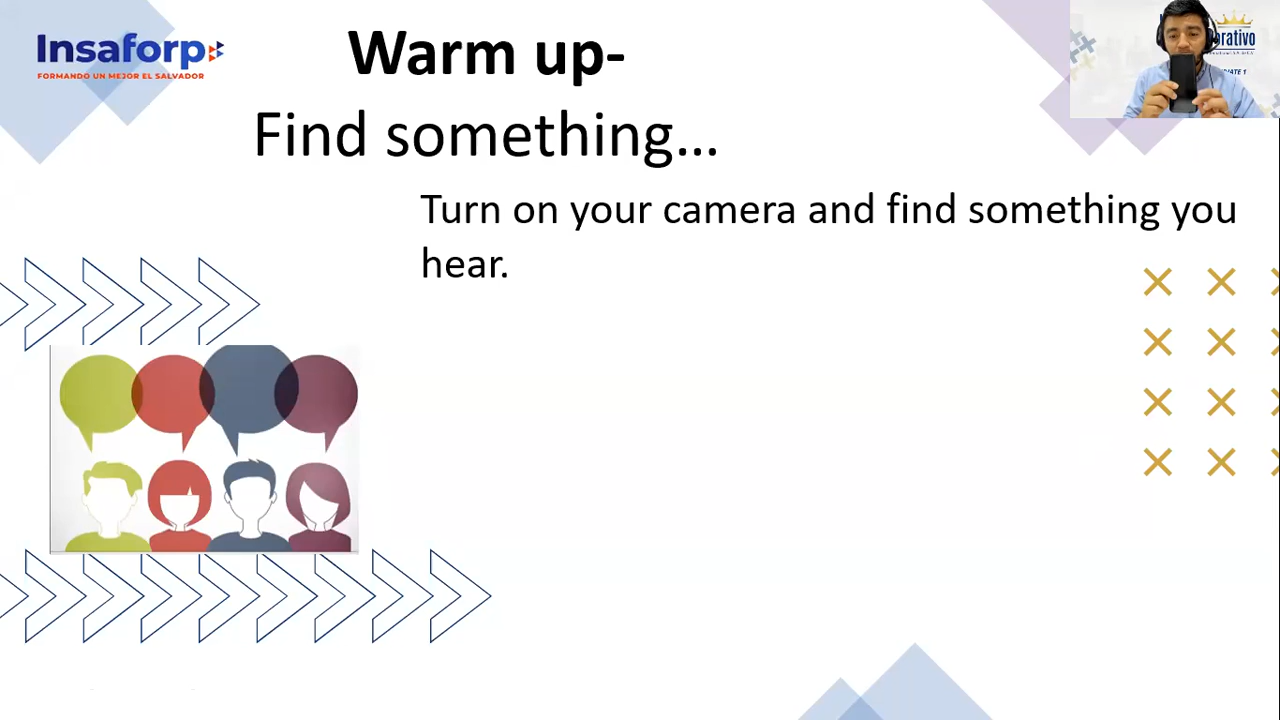 Insaforp
FORMANDO UN MEJOR EL SALVADOR
Warm up-
Find something...
Turn on your camera and find something you
hear.